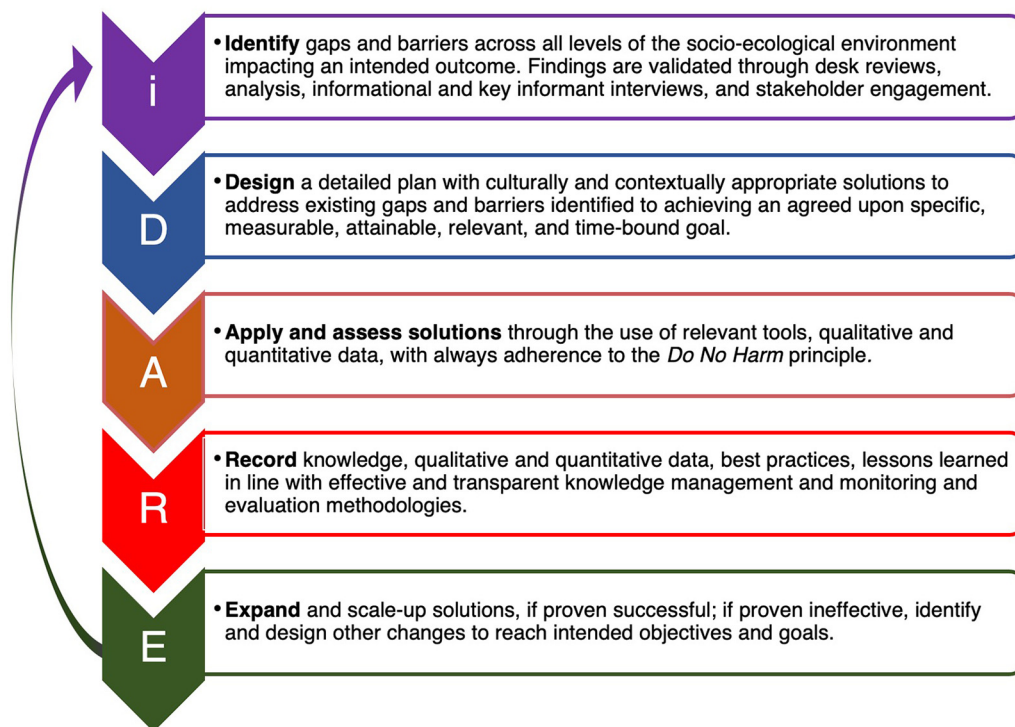 i
• Identify gaps and barriers across all levels of the socio-ecological environment
impacting an intended outcome. Findings are validated through desk reviews,
analysis, informational and key informant interviews, and stakeholder engagement.
D
• Design a detailed plan with culturally and contextually appropriate solutions to
address existing gaps and barriers identified to achieving an agreed upon specific,
measurable, attainable, relevant, and time-bound goal.
A
• Apply and assess solutions through the use of relevant tools, qualitative and
quantitative data, with always adherence to the Do No Harm principle.
R
• Record knowledge, qualitative and quantitative data, best practices, lessons learned
in line with effective and transparent knowledge management and monitoring and
evaluation methodologies.
E
• Expand and scale-up solutions, if proven successful; if proven ineffective, identify
and design other changes to reach intended objectives and goals.